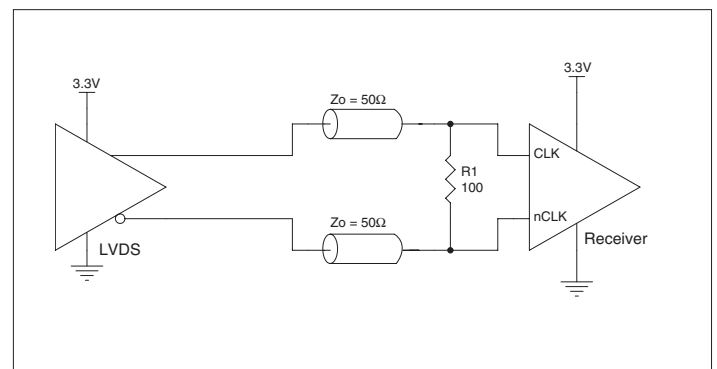 3.3V
3.3V
Zo = 50Ω
CLK
R1
100
Zo = 50Ω
nCLK
LVDS
Receiver